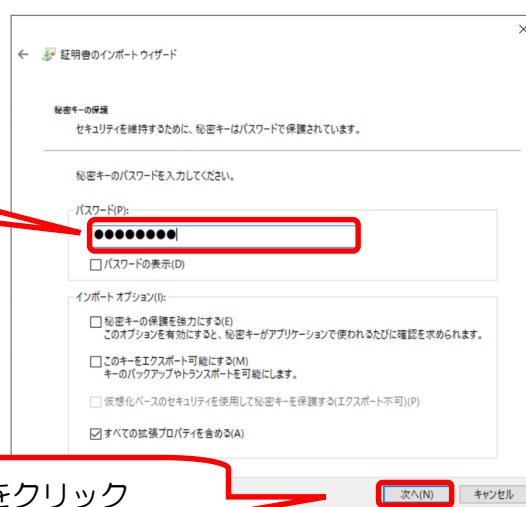 証明書のインポート ウィザード
秘密キーの保護
セキュリティを維持するために、秘密キーはパスワードで保護されています。
秘密キーのパスワードを入力してください。
パスワード(P):
●●●●●●●●
パスワードの表示(D)
インポート オプション(I):
秘密キーの保護を強力にする(E)
このオプションを有効にすると、秘密キーがアプリケーションで使われるたびに確認を求められます。
このキーをエクスポート可能にする(M)
キーのバックアップやトランスポートを可能にします。
仮想化ベースのセキュリティを使用して秘密キーを保護する(エクスポート不可)(P)
すべての拡張プロパティを含める(A)
をクリック
次へ(N) キャンセル